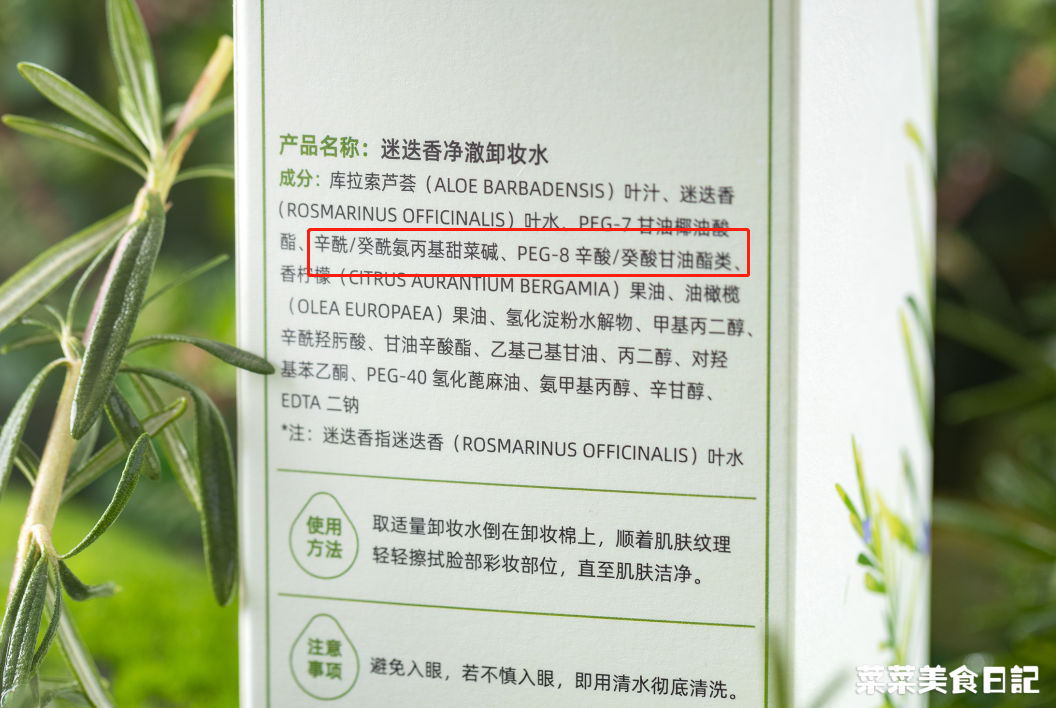 产品名称：迷迭香净澈卸妆水
成分：库拉索芦荟（ALOE BARBADENSIS）叶汁、迷迭香
（ROSMARINUS OFFICINALIS）叶水、PEG-7 甘油椰油酸
酯、辛酰/癸酰氨丙基甜菜碱、PEG-8 辛酸/癸酸甘油酯类、
香柠檬（CITRUS AURANTIUM BERGAMIA）果油、油橄榄
（OLEA EUROPAEA）果油、氢化淀粉水解物、甲基丙二醇、
辛酰羟肟酸、甘油辛酸酯、乙基己基甘油、丙二醇、对羟
基苯乙酮、PEG-40 氢化蓖麻油、氨甲基丙醇、辛甘醇、
EDTA 二钠
*注：迷迭香指迷迭香（ROSMARINUS OFFICINALIS）叶水
使用
方法
取适量卸妆水倒在卸妆棉上，顺着肌肤纹理
轻轻擦拭脸部彩妆部位，直至肌肤洁净。
注意
事项
避免入眼，若不慎入眼，即用清水彻底清洗。
菜菜美食日記